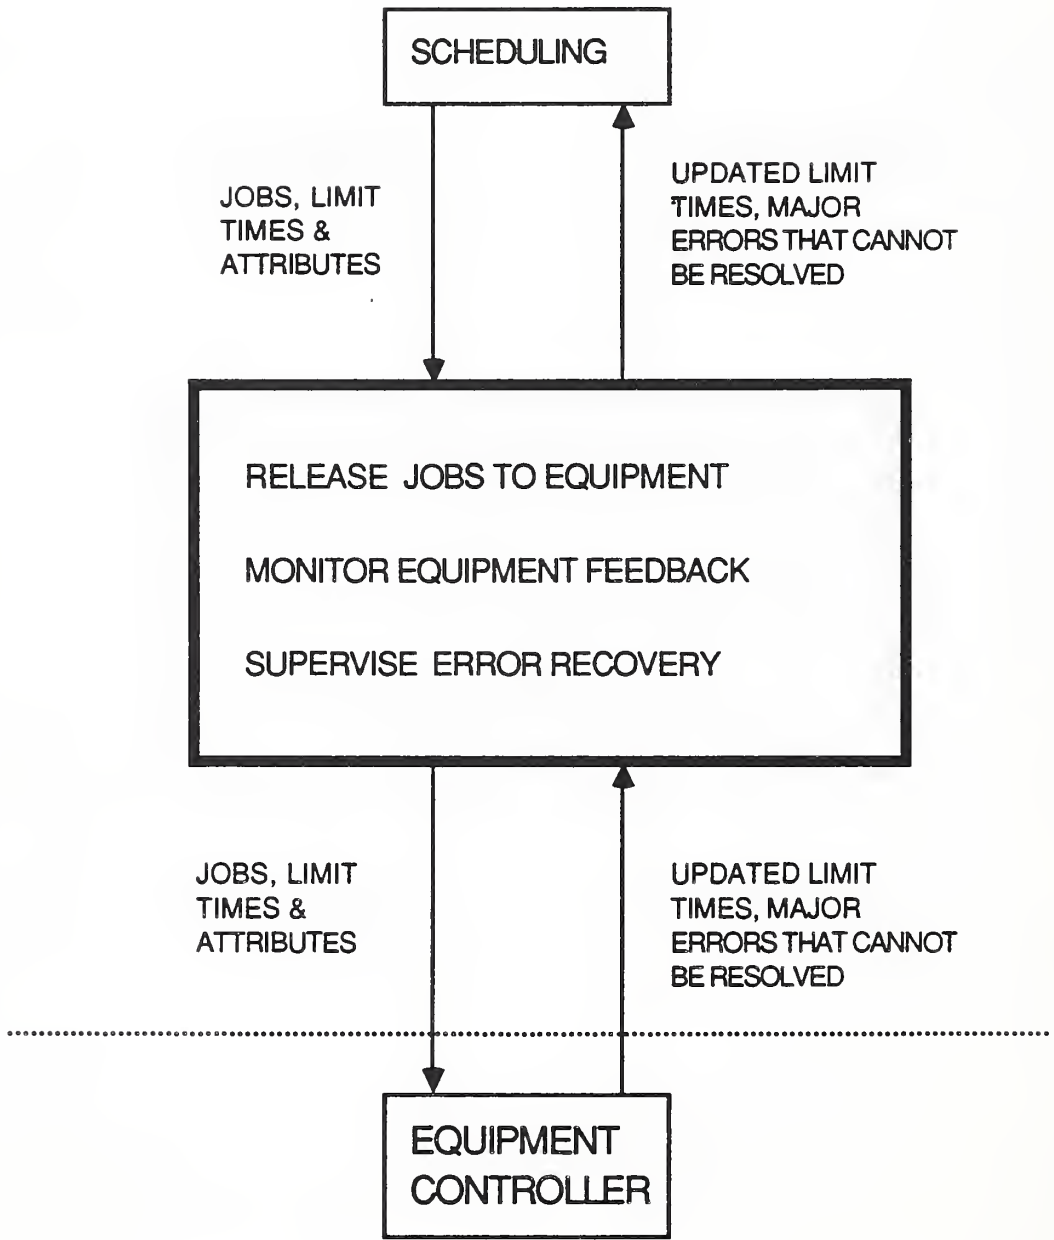 SCHEDULING
JOBS, LIMIT
TIMES &
ATTRIBUTES
UPDATED LIMIT
TIMES, MAJOR
ERRORS THAT CANNOT
BE RESOLVED
RELEASE JOBS TO EQUIPMENT
MONITOR EQUIPMENT FEEDBACK
SUPERVISE ERROR RECOVERY
JOBS, LIMIT
TIMES &
ATTRIBUTES
UPDATED LIMIT
TIMES, MAJOR
ERRORS THAT CANNOT
BE RESOLVED
EQUIPMENT
CONTROLLER